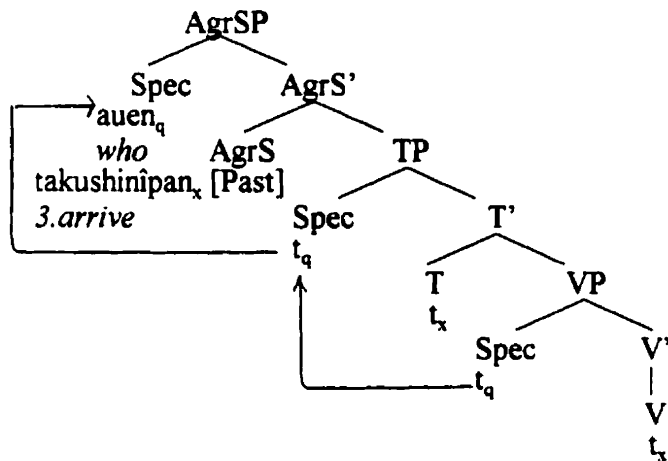 AgrSP
Spec AgrS'
auen_q
who AgrS TP
takushinîpan_x [Past]
3.arrive Spec T'
t_q
T VP
t_x
Spec V'
t_q
V
t_x